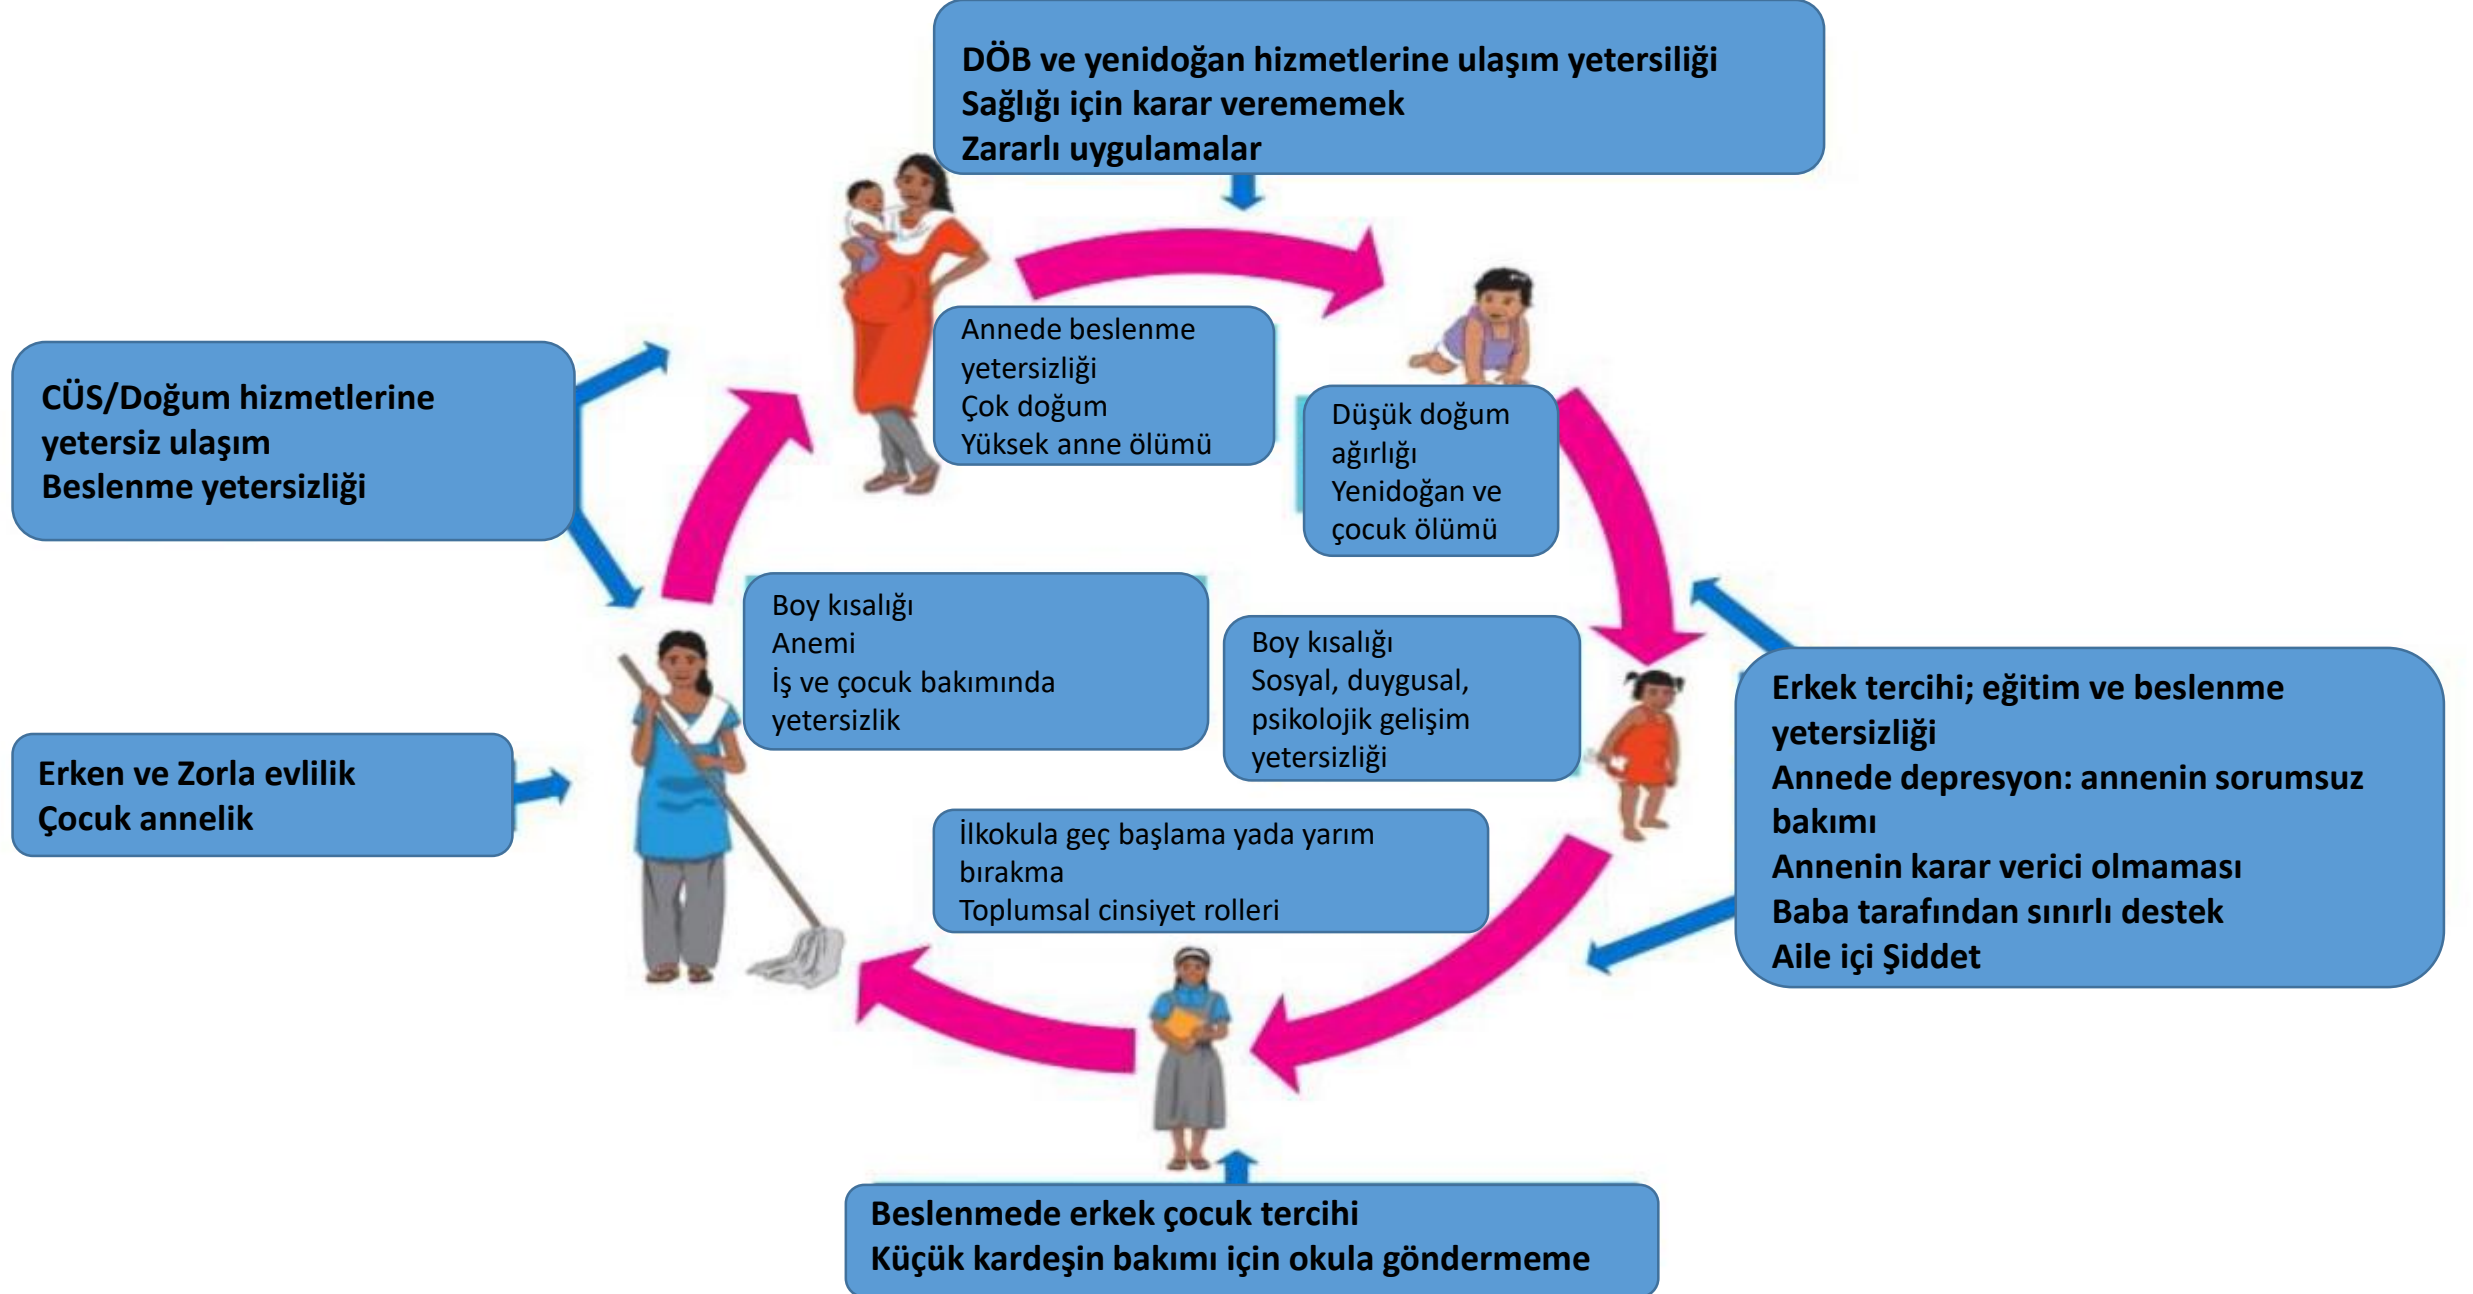 DÖB ve yenidoğan hizmetlerine ulaşım yetersiliği
Sağlığı için karar verememek
Zararlı uygulamalar
Annede beslenme
yetersizliği
Çok doğum
Yüksek anne ölümü
Düşük doğum
ağırlığı
Yenidoğan ve
çocuk ölümü
CÜS/Doğum hizmetlerine
yetersiz ulaşım
Beslenme yetersizliği
Boy kısalığı
Anemi
İş ve çocuk bakımında
yetersizlik
Boy kısalığı
Sosyal, duygusal,
psikolojik gelişim
yetersizliği
Erkek tercihi; eğitim ve beslenme
yetersizliği
Annede depresyon: annenin sorumsuz
bakımı
Annenin karar verici olmaması
Baba tarafından sınırlı destek
Aile içi Şiddet
Erken ve Zorla evlilik
Çocuk annelik
İlkokula geç başlama yada yarım
bırakma
Toplumsal cinsiyet rolleri
Beslenmede erkek çocuk tercihi
Küçük kardeşin bakımı için okula göndermeme